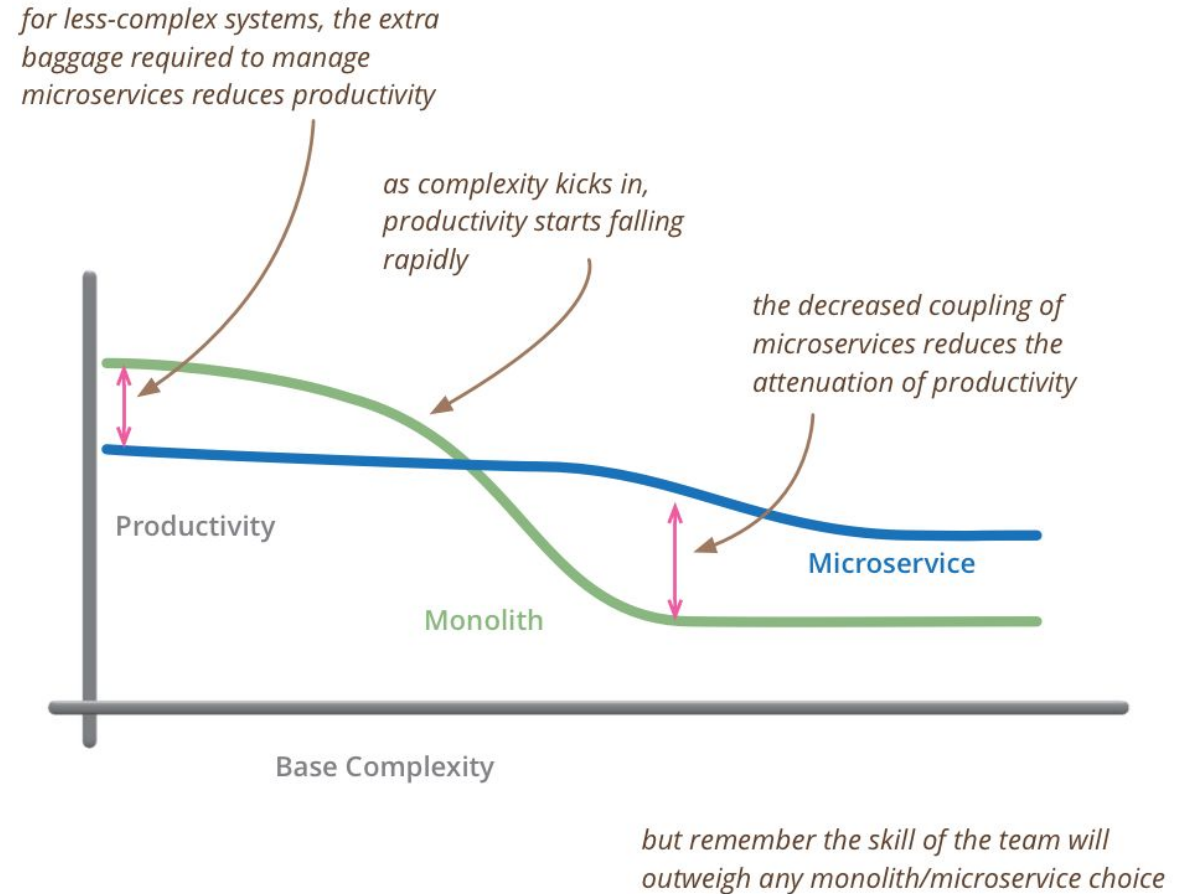 for less-complex systems, the extra
baggage required to manage
microservices reduces productivity
as complexity kicks in,
productivity starts falling
rapidly
the decreased coupling of
microservices reduces the
attenuation of productivity
Productivity
Microservice
Monolith
Base Complexity
but remember the skill of the team will
outweigh any monolith/microservice choice